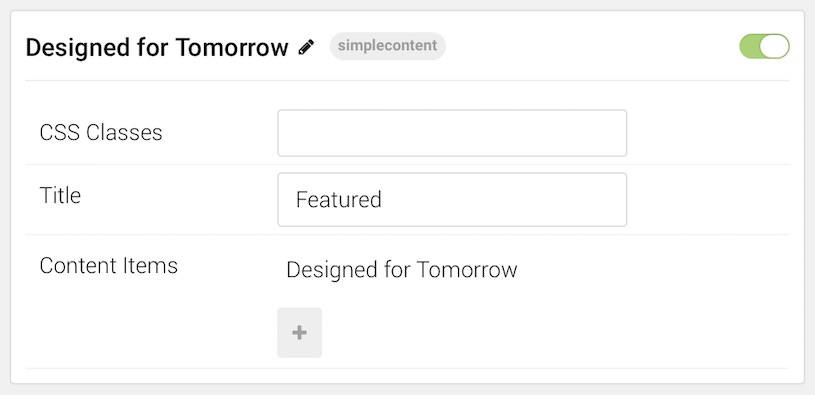 Designed for Tomorrow simplecontent
CSS Classes
Title Featured
Content Items Designed for Tomorrow
+